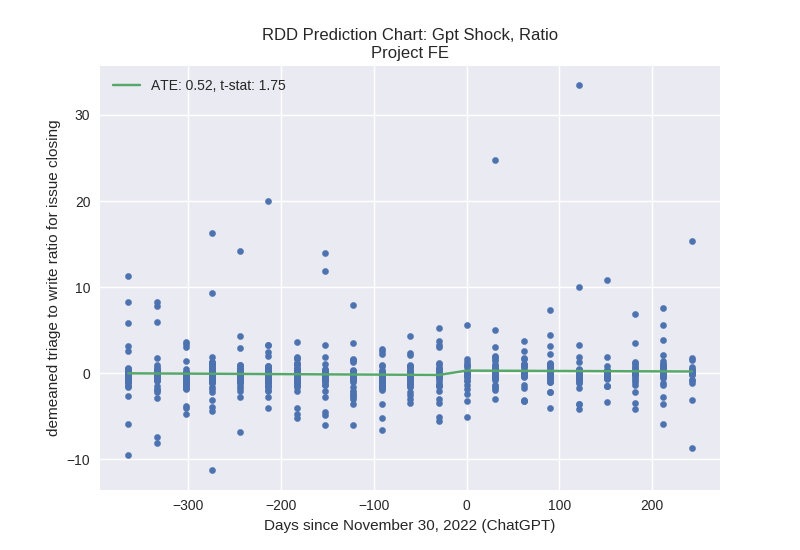 RDD Prediction Chart: Gpt Shock, Ratio
Project FE
ATE: 0.52, t-stat: 1.75
demeaned triage to write ratio for issue closing
30
20
10
0
−10
−300
−200
−100
0
100
200
Days since November 30, 2022 (ChatGPT)